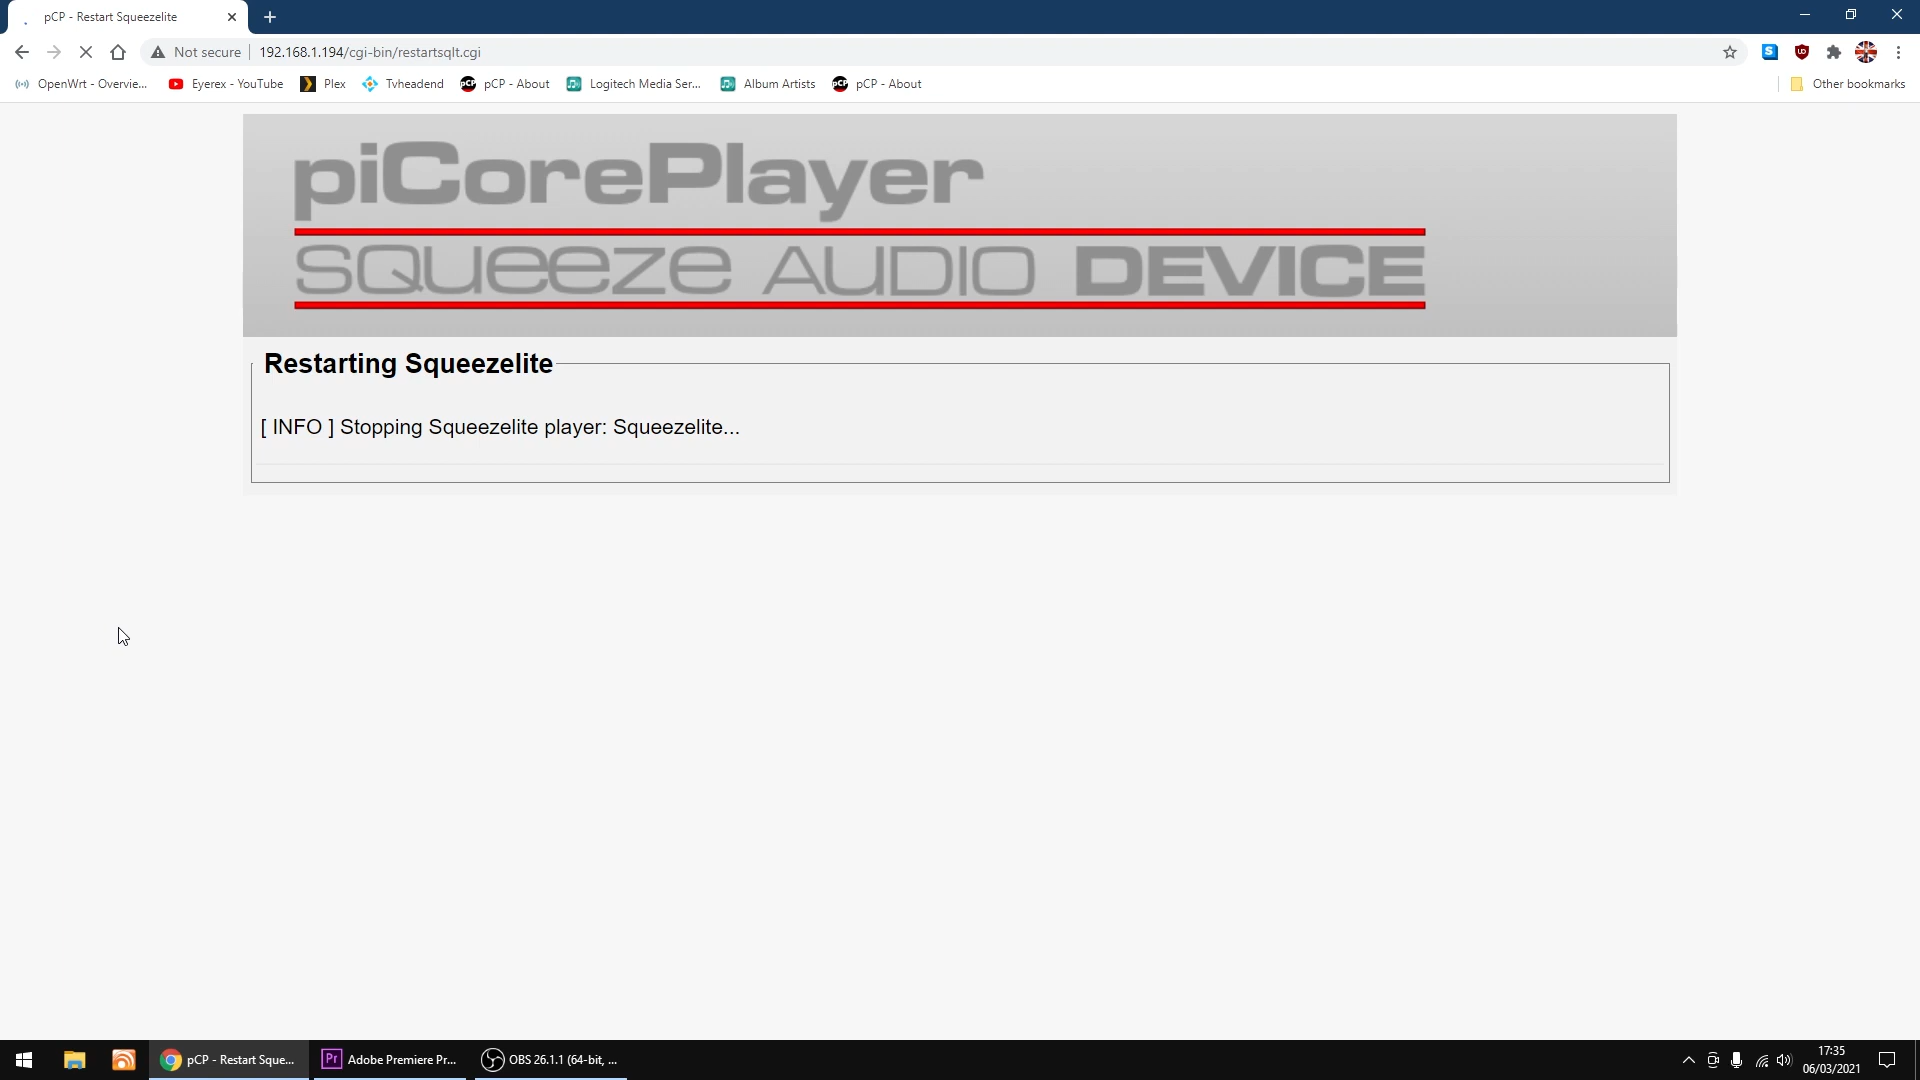 pCP - Restart Squeezelite
Not secure
192.168.1.194/cgi-bin/restartsqlt.cgi
OpenWrt - Overvie...
Eyerex - YouTube
Plex
Tvheadend
pCP - About
Logitech Media Ser...
Album Artists
pCP - About
Other bookmarks
piCorePlayer
SQUEEZE AUDIO DEVICE
Restarting Squeezelite
[ INFO ] Stopping Squeezelite player: Squeezelite...
pCP - Restart Sque...
Adobe Premiere Pr...
OBS 26.1.1 (64-bit, ...
17:35
06/03/2021